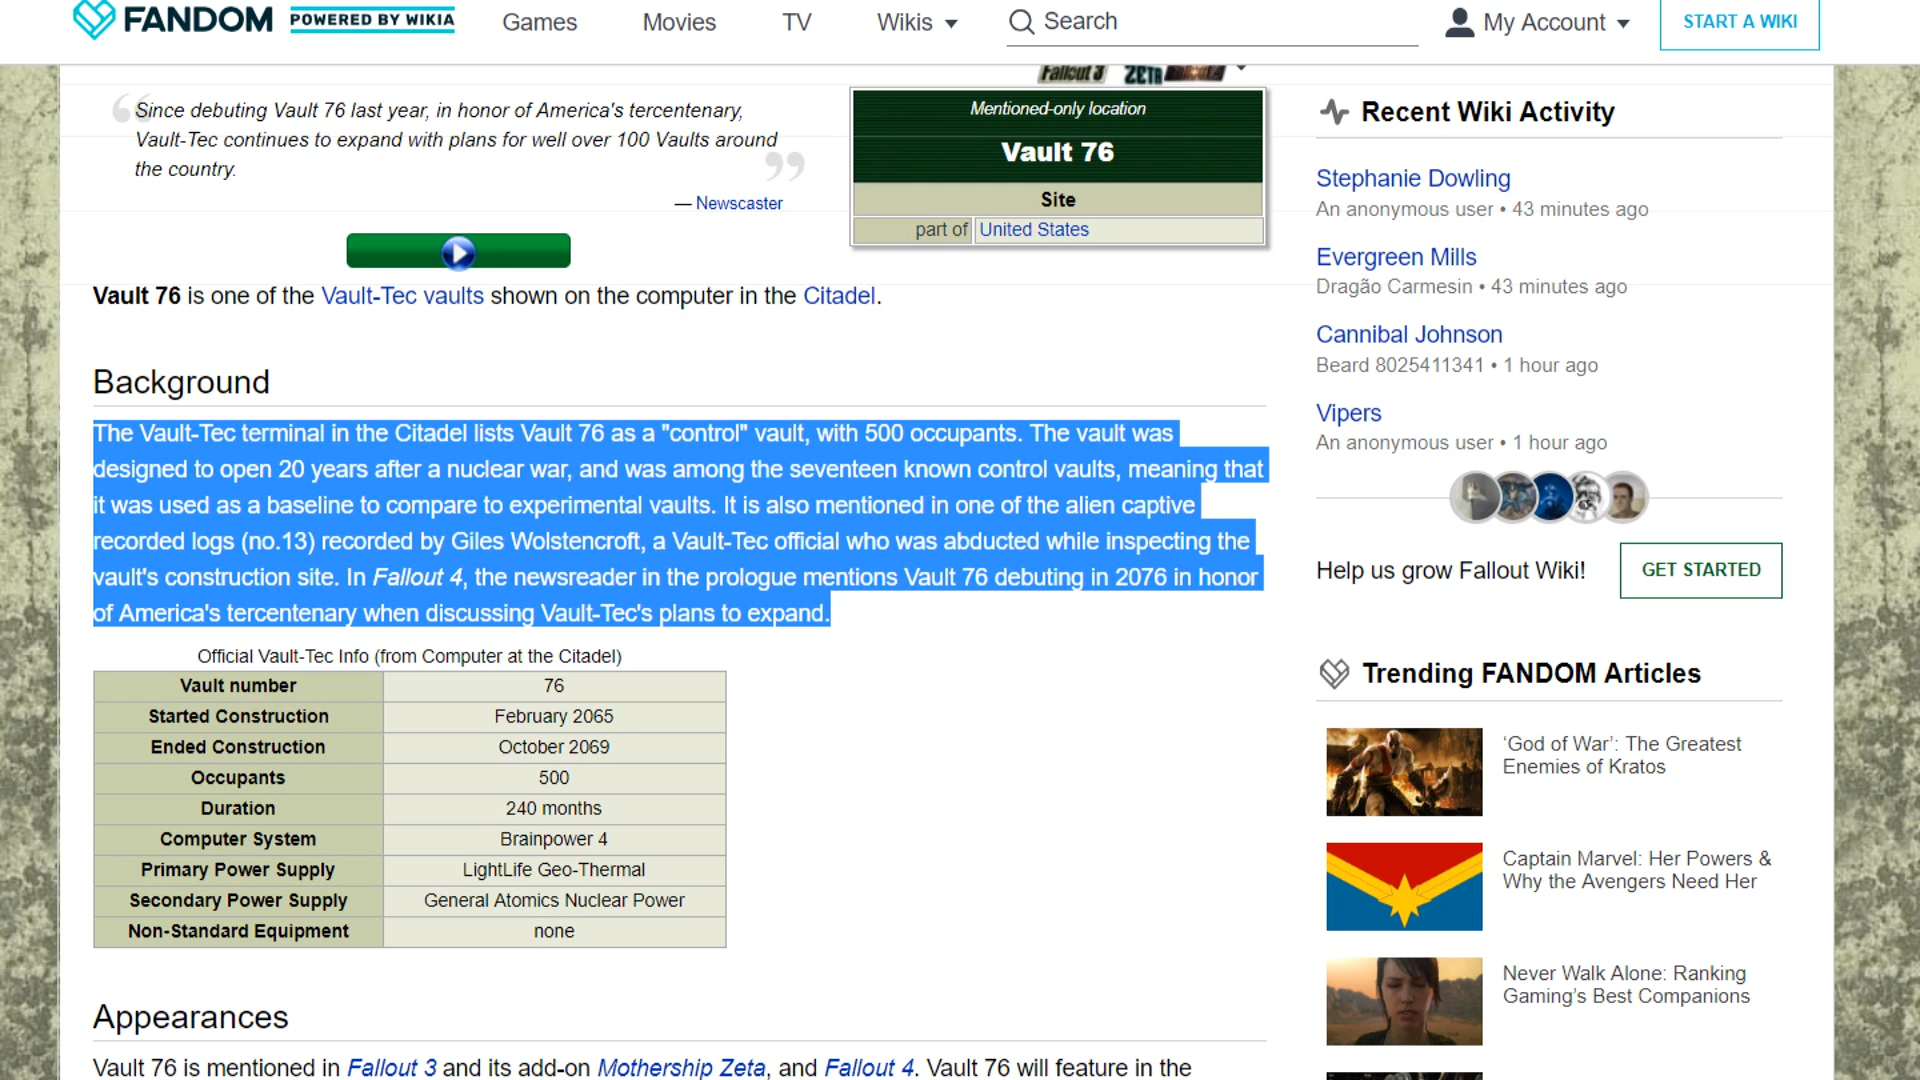 FANDOM POWERED BY WIKIA Games Movies TV Wikis Search My Account START A WIKI
Fallout 3 ZETA
Since debuting Vault 76 last year, in honor of America's tercentenary,
Vault-Tec continues to expand with plans for well over 100 Vaults around
the country.
— Newscaster
Mentioned-only location
Vault 76
Site
part of United States
Vault 76 is one of the Vault-Tec vaults shown on the computer in the Citadel.
Background
The Vault-Tec terminal in the Citadel lists Vault 76 as a "control" vault, with 500 occupants. The vault was
designed to open 20 years after a nuclear war, and was among the seventeen known control vaults, meaning that
it was used as a baseline to compare to experimental vaults. It is also mentioned in one of the alien captive
recorded logs (no.13) recorded by Giles Wolstencroft, a Vault-Tec official who was abducted while inspecting the
vault's construction site. In Fallout 4, the newsreader in the prologue mentions Vault 76 debuting in 2076 in honor
of America's tercentenary when discussing Vault-Tec's plans to expand.
Official Vault-Tec Info (from Computer at the Citadel)
Vault number 76
Started Construction February 2065
Ended Construction October 2069
Occupants 500
Duration 240 months
Computer System Brainpower 4
Primary Power Supply LightLife Geo-Thermal
Secondary Power Supply General Atomics Nuclear Power
Non-Standard Equipment none
Appearances
Vault 76 is mentioned in Fallout 3 and its add-on Mothership Zeta, and Fallout 4. Vault 76 will feature in the
Recent Wiki Activity
Stephanie Dowling
An anonymous user • 43 minutes ago
Evergreen Mills
Dragão Carmesin • 43 minutes ago
Cannibal Johnson
Beard 8025411341 • 1 hour ago
Vipers
An anonymous user • 1 hour ago
Help us grow Fallout Wiki! GET STARTED
Trending FANDOM Articles
‘God of War’: The Greatest
Enemies of Kratos
Captain Marvel: Her Powers &
Why the Avengers Need Her
Never Walk Alone: Ranking
Gaming’s Best Companions